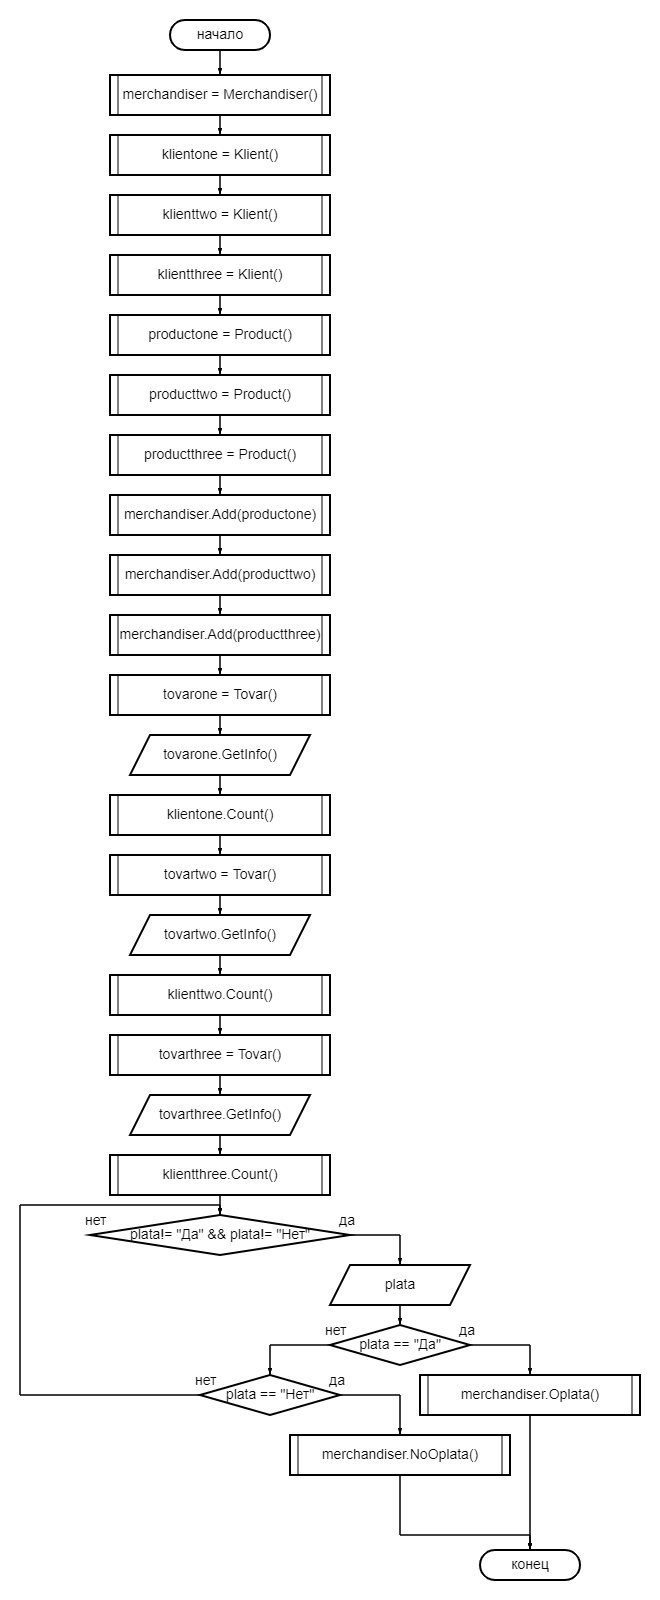 начало
merchandiser = Merchandiser()
klientone = Klient()
klienttwo = Klient()
klientthree = Klient()
productone = Product()
producttwo = Product()
productthree = Product()
merchandiser.Add(productone)
merchandiser.Add(producttwo)
merchandiser.Add(productthree)
tovarone = Tovar()
tovarone.GetInfo()
klientone.Count()
tovartwo = Tovar()
tovartwo.GetInfo()
klienttwo.Count()
tovarthree = Tovar()
tovarthree.GetInfo()
klientthree.Count()
нет
да
plata!= "Да" && plata!= "Нет"
plata
нет
да
plata == "Да"
нет
да
plata == "Нет"
merchandiser.Oplata()
merchandiser.NoOplata()
конец